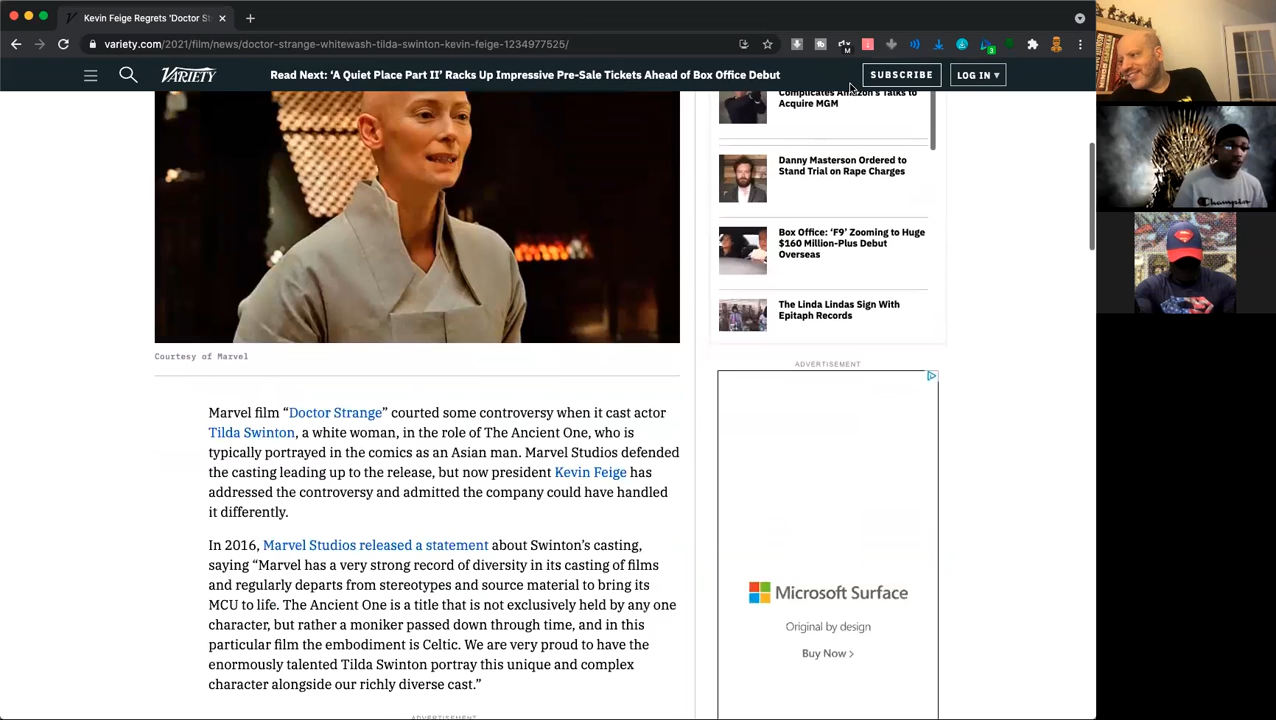 Kevin Feige Regrets 'Doctor St
variety.com/2021/film/news/doctor-strange-whitewash-tilda-swinton-kevin-feige-1234977525/
VARIETY
Read Next: ‘A Quiet Place Part II’ Racks Up Impressive Pre-Sale Tickets Ahead of Box Office Debut
SUBSCRIBE
LOG IN ▾
Complicates Amazon's Talks to
Acquire MGM
Danny Masterson Ordered to
Stand Trial on Rape Charges
Box Office: ‘F9’ Zooming to Huge
$160 Million-Plus Debut
Overseas
The Linda Lindas Sign With
Epitaph Records
Courtesy of Marvel
Marvel film “Doctor Strange” courted some controversy when it cast actor
Tilda Swinton, a white woman, in the role of The Ancient One, who is
typically portrayed in the comics as an Asian man. Marvel Studios defended
the casting leading up to the release, but now president Kevin Feige has
addressed the controversy and admitted the company could have handled
it differently.
In 2016, Marvel Studios released a statement about Swinton’s casting,
saying “Marvel has a very strong record of diversity in its casting of films
and regularly departs from stereotypes and source material to bring its
MCU to life. The Ancient One is a title that is not exclusively held by any one
character, but rather a moniker passed down through time, and in this
particular film the embodiment is Celtic. We are very proud to have the
enormously talented Tilda Swinton portray this unique and complex
character alongside our richly diverse cast.”
ADVERTISEMENT
ADVERTISEMENT
Microsoft Surface
Original by design
Buy Now >
Champion